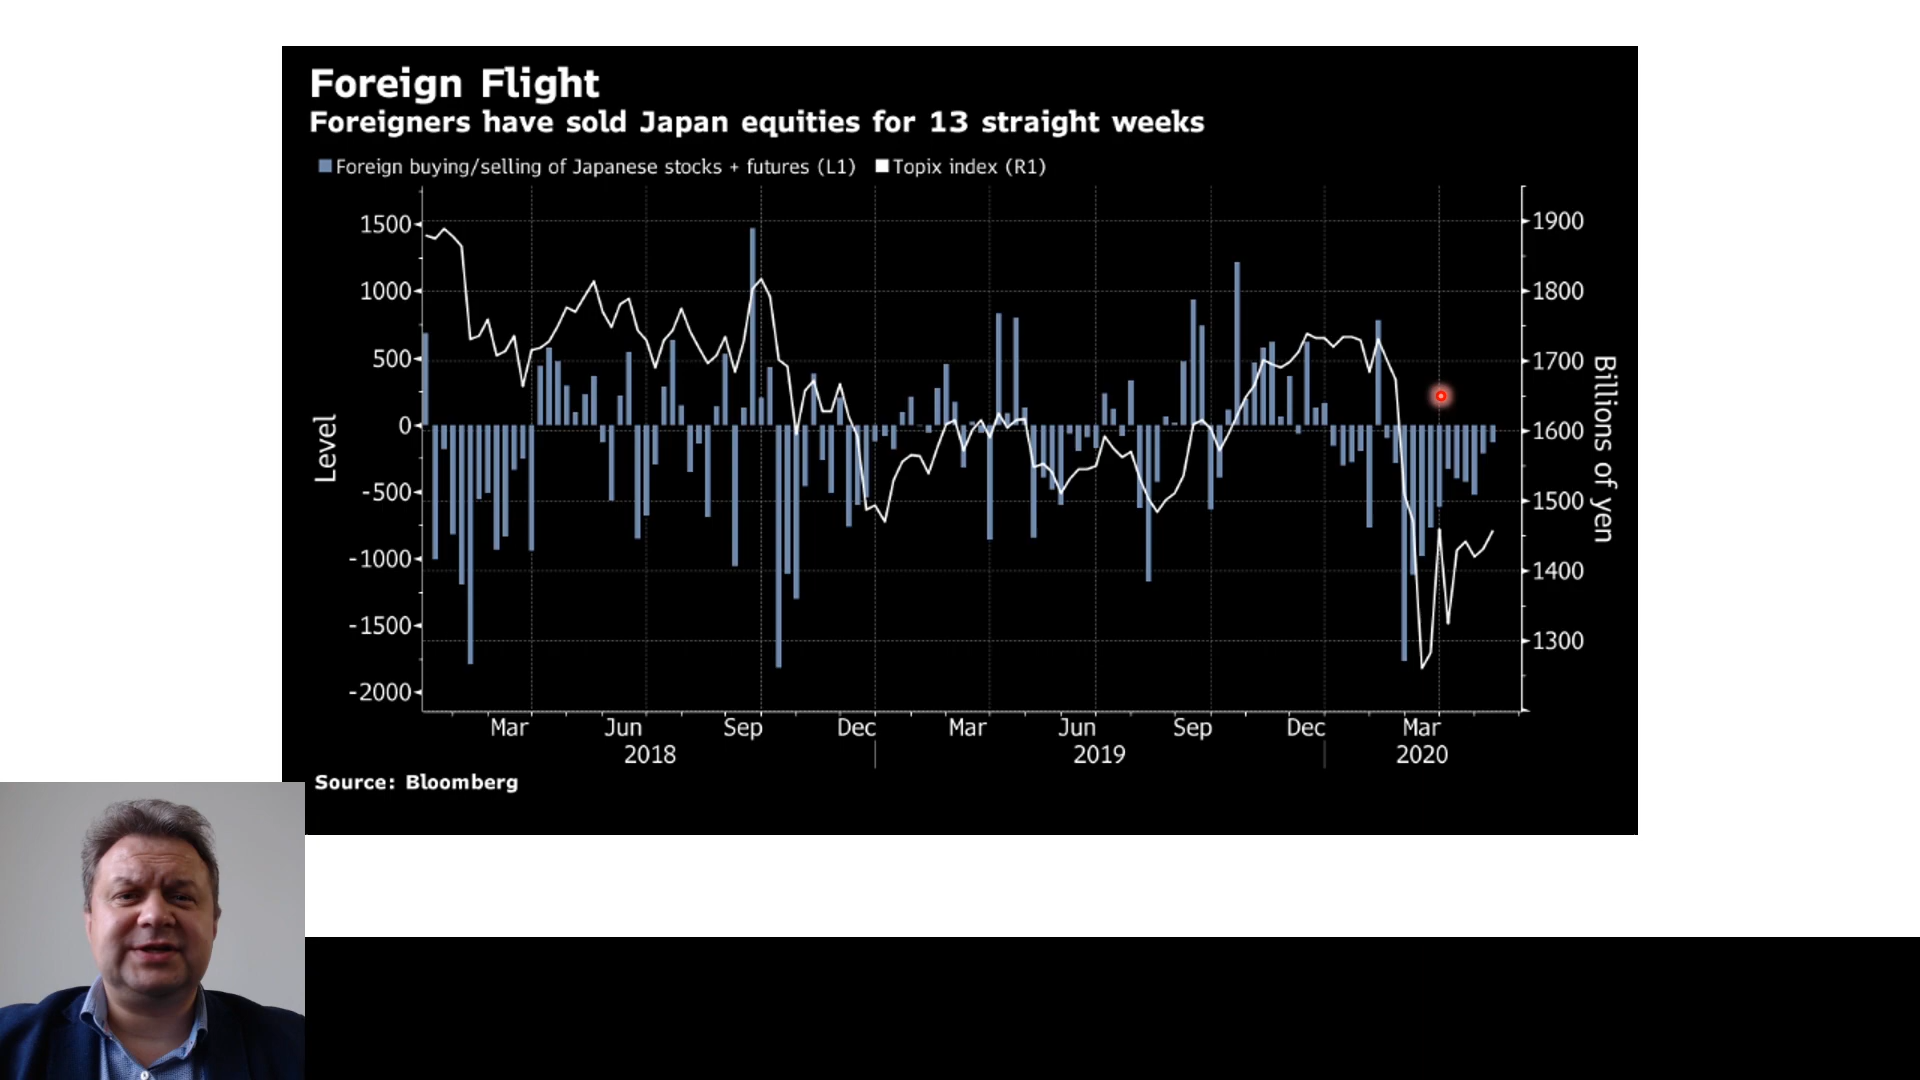 Foreign Flight
Foreigners have sold Japan equities for 13 straight weeks
Foreign buying/selling of Japanese stocks + futures (L1) Topix index (R1)
1500
1000
500
0
-500
-1000
-1500
-2000
Level
1900
1800
1700
1600
1500
1400
1300
Billions of yen
Mar Jun Sep Dec Mar Jun Sep Dec Mar
2018 2019 2020
Source: Bloomberg